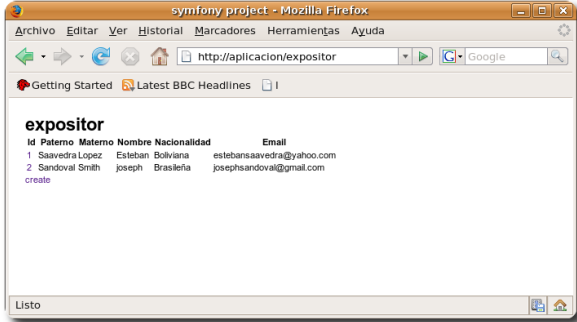 symfony project - Mozilla Firefox
Archivo Editar Ver Historial Marcadores Herramientas Ayuda
http://aplicacion/expositor
G Google
Getting Started Latest BBC Headlines l
expositor
Id Paterno Materno Nombre Nacionalidad Email
1 Saavedra Lopez Esteban Boliviana estebansaavedra@yahoo.com
2 Sandoval Smith joseph Brasileña josephsandoval@gmail.com
create
Listo